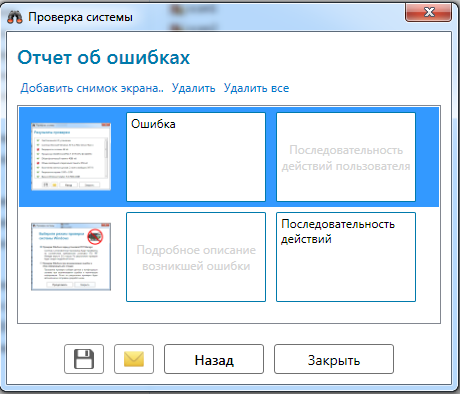 Проверка системы
Отчет об ошибках
Добавить снимок экрана.. Удалить Удалить все
Ошибка
Последовательность
действий пользователя
Подробное описание
возникшей ошибки
Последовательность
действий
Назад
Закрыть